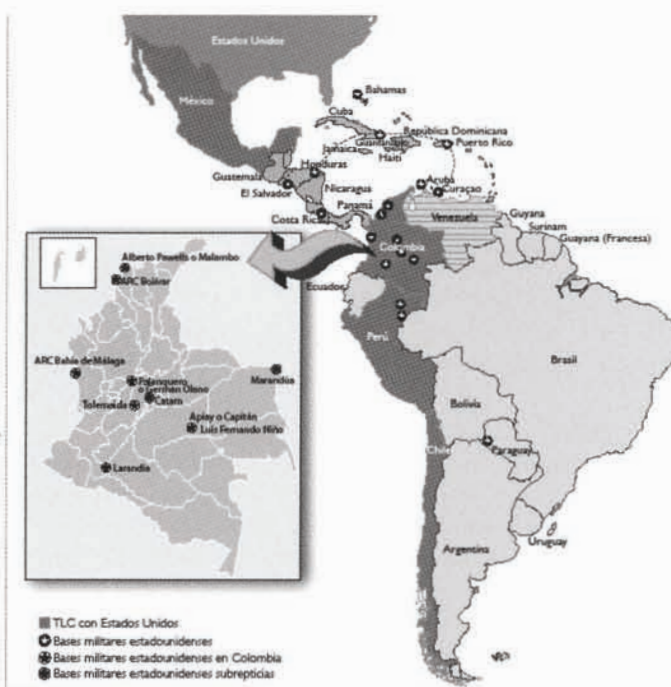 Estados Unidos
México
Bahamas
Cuba
República Dominicana
Guantánamo
Puerto Rico
Jamaica
Haití
Honduras
Guatemala
El Salvador
Nicaragua
Aruba
Curaçao
Panamá
Costa Rica
Venezuela
Guyana
Surinam
Guayana (Francesa)
Colombia
Ecuador
Perú
Brasil
Bolivia
Chile
Paraguay
Argentina
Uruguay
Alberto Pawells o Malambo
ARC Bolívar
ARC Bahía de Málaga
Palanquero
o Germán Olono
Catam
Tolemaida
Marandúa
Apiay o Capitán
Luis Fernando Niño
Larandia
TLC con Estados Unidos
Bases militares estadounidenses
Bases militares estadounidenses en Colombia
Bases militares estadounidenses subrepticias